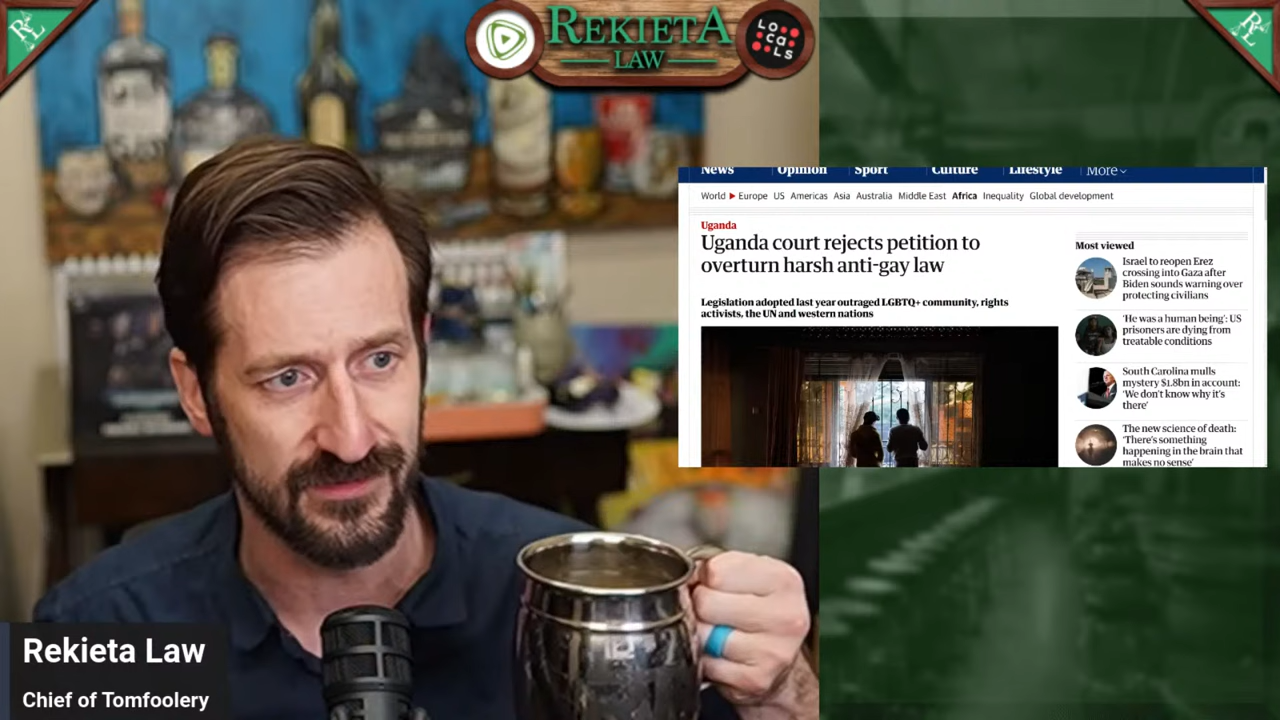 REKIETA
LAW
LOcaLs
News Opinion Sport Culture Lifestyle More
World Europe US Americas Asia Australia Middle East Africa Inequality Global development
Uganda
Uganda court rejects petition to
overturn harsh anti-gay law
Legislation adopted last year outraged LGBTQ+ community, rights
activists, the UN and western nations
Most viewed
Israel to reopen Erez
crossing into Gaza after
Biden sounds warning over
protecting civilians
‘He was a human being’: US
prisoners are dying from
treatable conditions
South Carolina mulls
mystery $1.8bn in account:
‘We don’t know why it’s
there’
The new science of death:
‘There’s something
happening in the brain that
makes no sense’
Rekieta Law
Chief of Tomfoolery